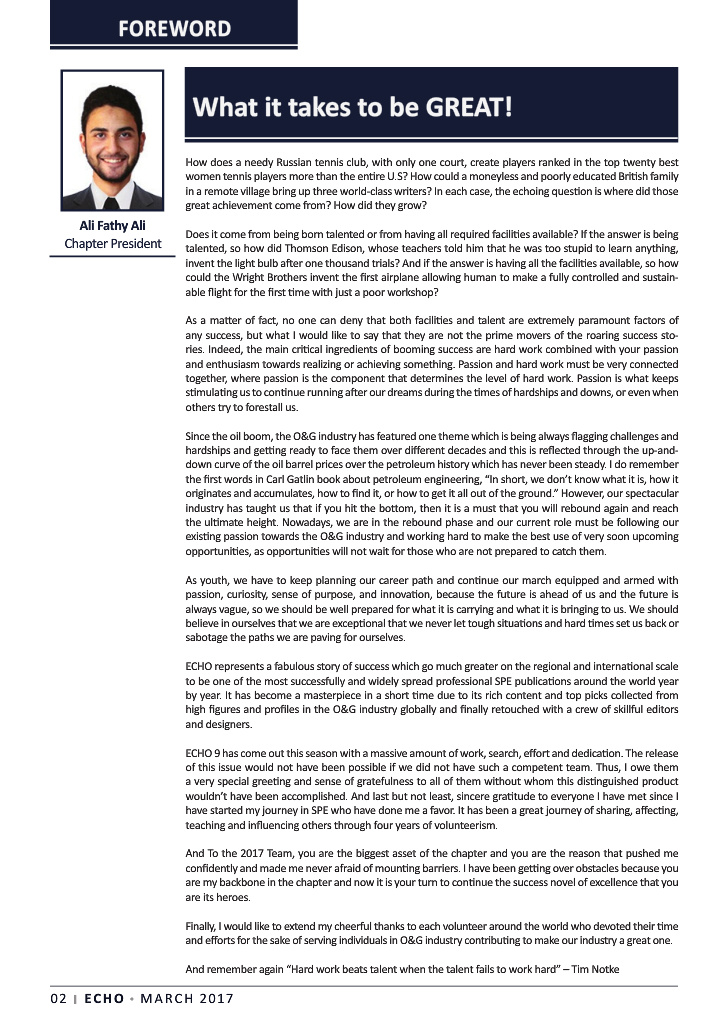 FOREWORD
Ali Fathy Ali
Chapter President
What it takes to be GREAT!
How does a needy Russian tennis club, with only one court, create players ranked in the top twenty best
women tennis players more than the entire U.S? How could a moneyless and poorly educated British family
in a remote village bring up three world-class writers? In each case, the echoing question is where did those
great achievement come from? How did they grow?
Does it come from being born talented or from having all required facilities available? If the answer is being
talented, so how did Thomson Edison, whose teachers told him that he was too stupid to learn anything,
invent the light bulb after one thousand trials? And if the answer is having all the facilities available, so how
could the Wright Brothers invent the first airplane allowing human to make a fully controlled and sustain-
able flight for the first time with just a poor workshop?
As a matter of fact, no one can deny that both facilities and talent are extremely paramount factors of
any success, but what I would like to say that they are not the prime movers of the roaring success sto-
ries. Indeed, the main critical ingredients of booming success are hard work combined with your passion
and enthusiasm towards realizing or achieving something. Passion and hard work must be very connected
together, where passion is the component that determines the level of hard work. Passion is what keeps
stimulating us to continue running after our dreams during the times of hardships and downs, or even when
others try to forestall us.
Since the oil boom, the O&G industry has featured one theme which is being always flagging challenges and
hardships and getting ready to face them over different decades and this is reflected through the up-and-
down curve of the oil barrel prices over the petroleum history which has never been steady. I do remember
the first words in Carl Gatlin book about petroleum engineering, “In short, we don’t know what it is, how it
originates and accumulates, how to find it, or how to get it all out of the ground.” However, our spectacular
industry has taught us that if you hit the bottom, then it is a must that you will rebound again and reach
the ultimate height. Nowadays, we are in the rebound phase and our current role must be following our
existing passion towards the O&G industry and working hard to make the best use of very soon upcoming
opportunities, as opportunities will not wait for those who are not prepared to catch them.
As youth, we have to keep planning our career path and continue our march equipped and armed with
passion, curiosity, sense of purpose, and innovation, because the future is ahead of us and the future is
always vague, so we should be well prepared for what it is carrying and what it is bringing to us. We should
believe in ourselves that we are exceptional that we never let tough situations and hard times set us back or
sabotage the paths we are paving for ourselves.
ECHO represents a fabulous story of success which go much greater on the regional and international scale
to be one of the most successfully and widely spread professional SPE publications around the world year
by year. It has become a masterpiece in a short time due to its rich content and top picks collected from
high figures and profiles in the O&G industry globally and finally retouched with a crew of skillful editors
and designers.
ECHO 9 has come out this season with a massive amount of work, search, effort and dedication. The release
of this issue would not have been possible if we did not have such a competent team. Thus, I owe them
a very special greeting and sense of gratefulness to all of them without whom this distinguished product
wouldn’t have been accomplished. And last but not least, sincere gratitude to everyone I have met since I
have started my journey in SPE who have done me a favor. It has been a great journey of sharing, affecting,
teaching and influencing others through four years of volunteerism.
And To the 2017 Team, you are the biggest asset of the chapter and you are the reason that pushed me
confidently and made me never afraid of mounting barriers. I have been getting over obstacles because you
are my backbone in the chapter and now it is your turn to continue the success novel of excellence that you
are its heroes.
Finally, I would like to extend my cheerful thanks to each volunteer around the world who devoted their time
and efforts for the sake of serving individuals in O&G industry contributing to make our industry a great one.
And remember again “Hard work beats talent when the talent fails to work hard” – Tim Notke
02 | ECHO • MARCH 2017